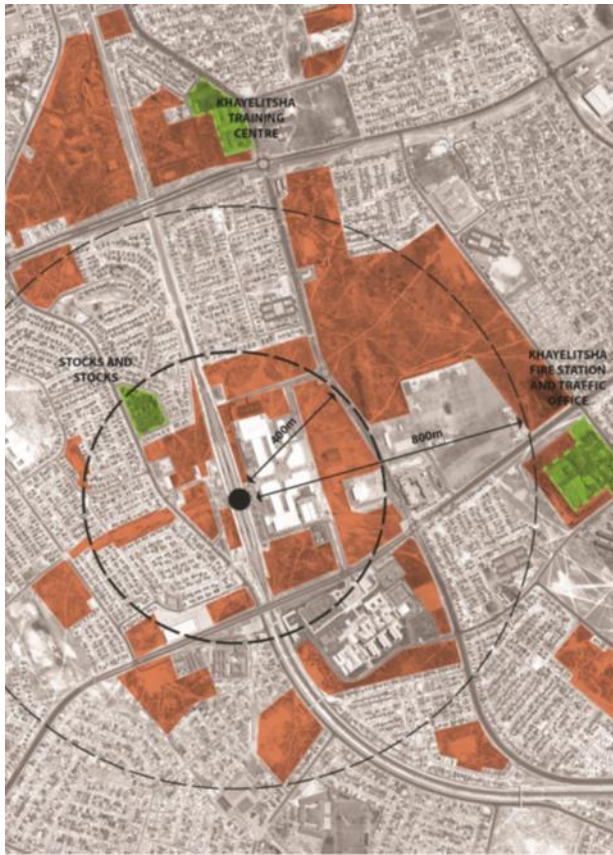 KHAYELITSHA
TRAINING
CENTRE
STOCKS AND
STOCKS
KHAYELITSHA
FIRE STATION
AND TRAFFIC
OFFICE
400m
800m